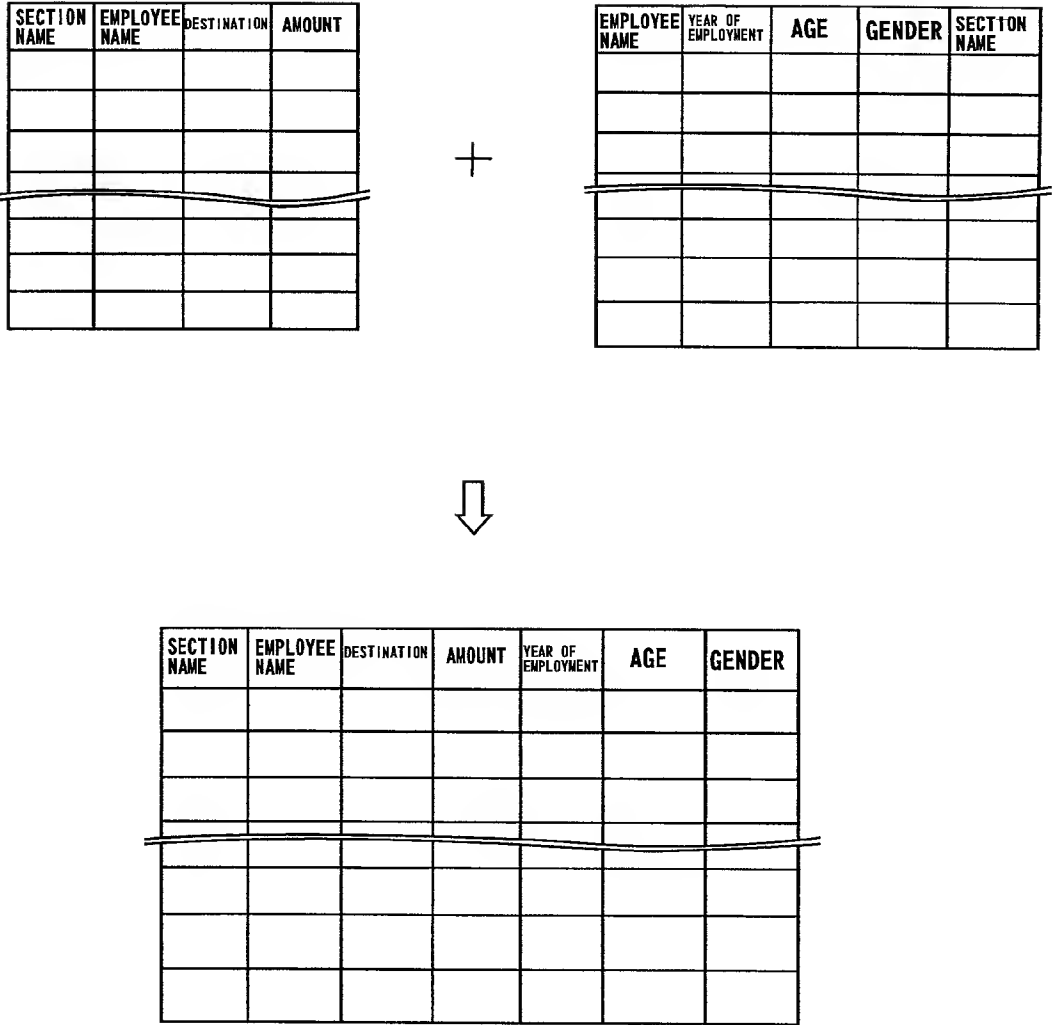 SECTION NAME
EMPLOYEE NAME
DESTINATION
AMOUNT
EMPLOYEE NAME
YEAR OF EMPLOYMENT
AGE
GENDER
SECTION NAME
+
SECTION NAME
EMPLOYEE NAME
DESTINATION
AMOUNT
YEAR OF EMPLOYMENT
AGE
GENDER